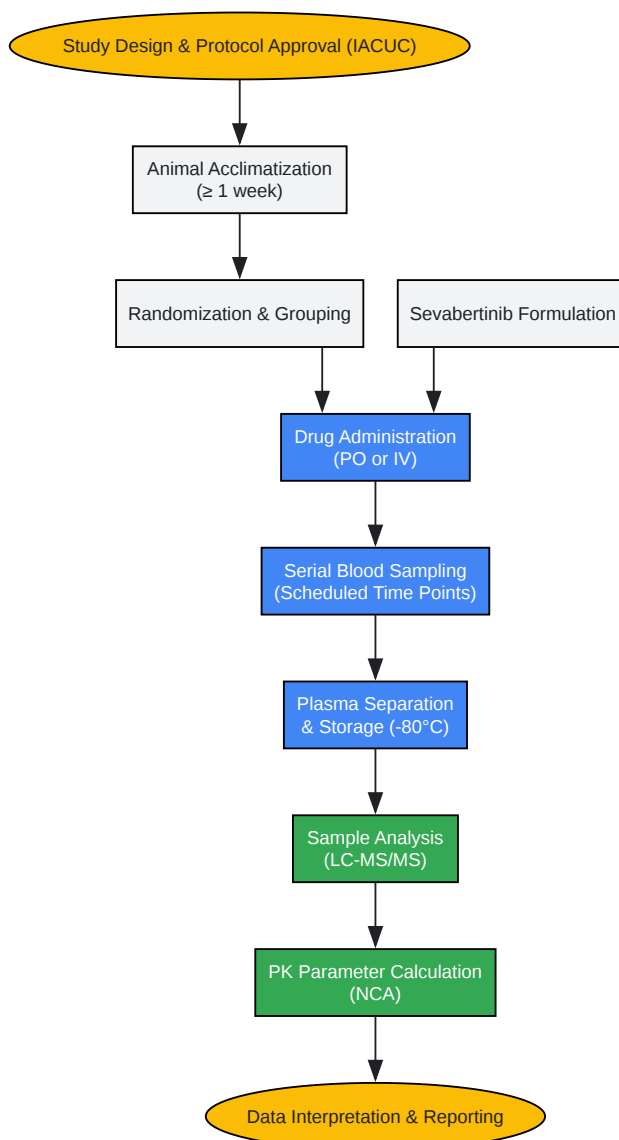 Study Design & Protocol Approval (IACUC)
Animal Acclimatization
(≥ 1 week)
Randomization & Grouping
Sevabertinib Formulation
Drug Administration
(PO or IV)
Serial Blood Sampling
(Scheduled Time Points)
Plasma Separation
& Storage (-80°C)
Sample Analysis
(LC-MS/MS)
PK Parameter Calculation
(NCA)
Data Interpretation & Reporting